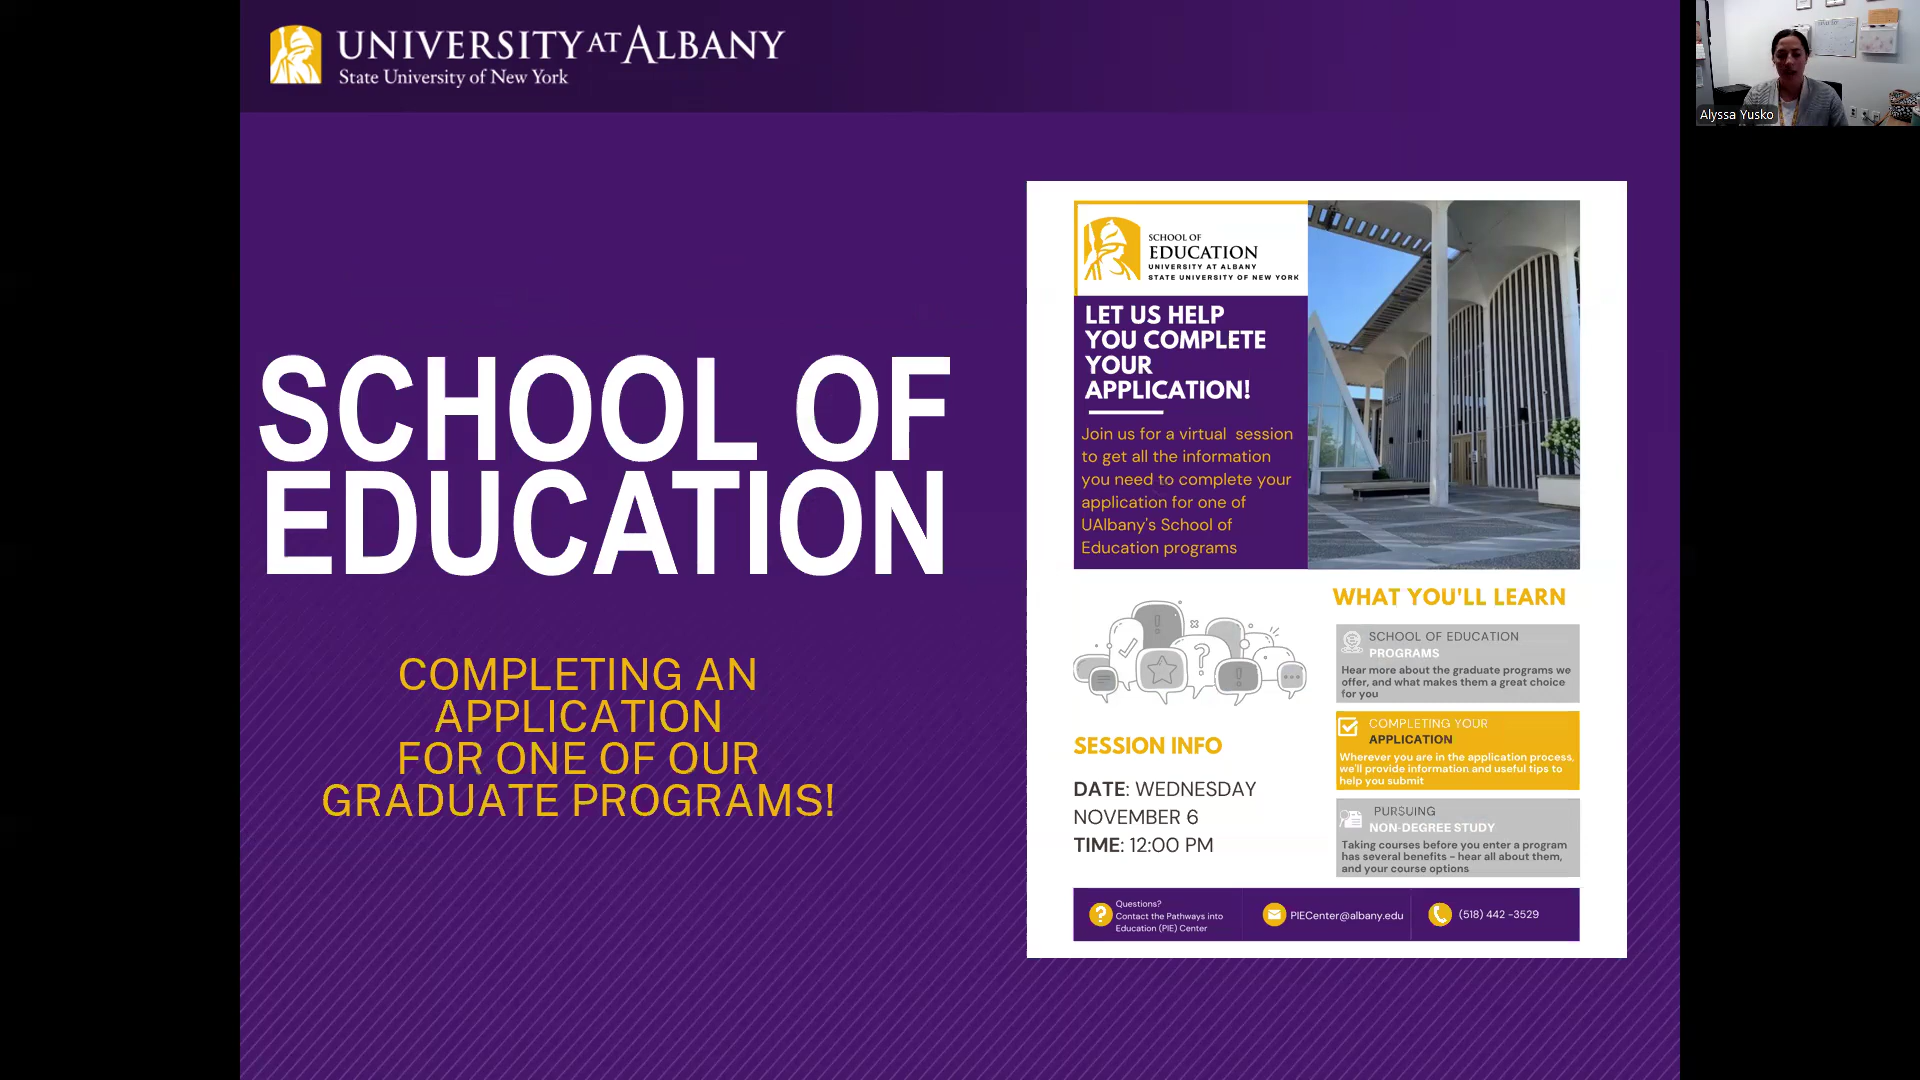 UNIVERSITY AT ALBANY
State University of New York
Alyssa Yusko
SCHOOL OF
EDUCATION
COMPLETING AN
APPLICATION
FOR ONE OF OUR
GRADUATE PROGRAMS!
SCHOOL OF
EDUCATION
UNIVERSITY AT ALBANY
STATE UNIVERSITY OF NEW YORK
LET US HELP
YOU COMPLETE
YOUR
APPLICATION!
Join us for a virtual session
to get all the information
you need to complete your
application for one of
UAlbany's School of
Education programs
WHAT YOU'LL LEARN
SCHOOL OF EDUCATION
PROGRAMS
Hear more about the graduate programs we
offer, and what makes them a great choice
for you
COMPLETING YOUR
APPLICATION
Wherever you are in the application process,
we'll provide information and useful tips to
help you submit
PURSUING
NON-DEGREE STUDY
Taking courses before you enter a program
has several benefits - hear all about them,
and your course options
SESSION INFO
DATE: WEDNESDAY
NOVEMBER 6
TIME: 12:00 PM
Questions?
Contact the Pathways into
Education (PIE) Center
PIECenter@albany.edu
(518) 442 -3529